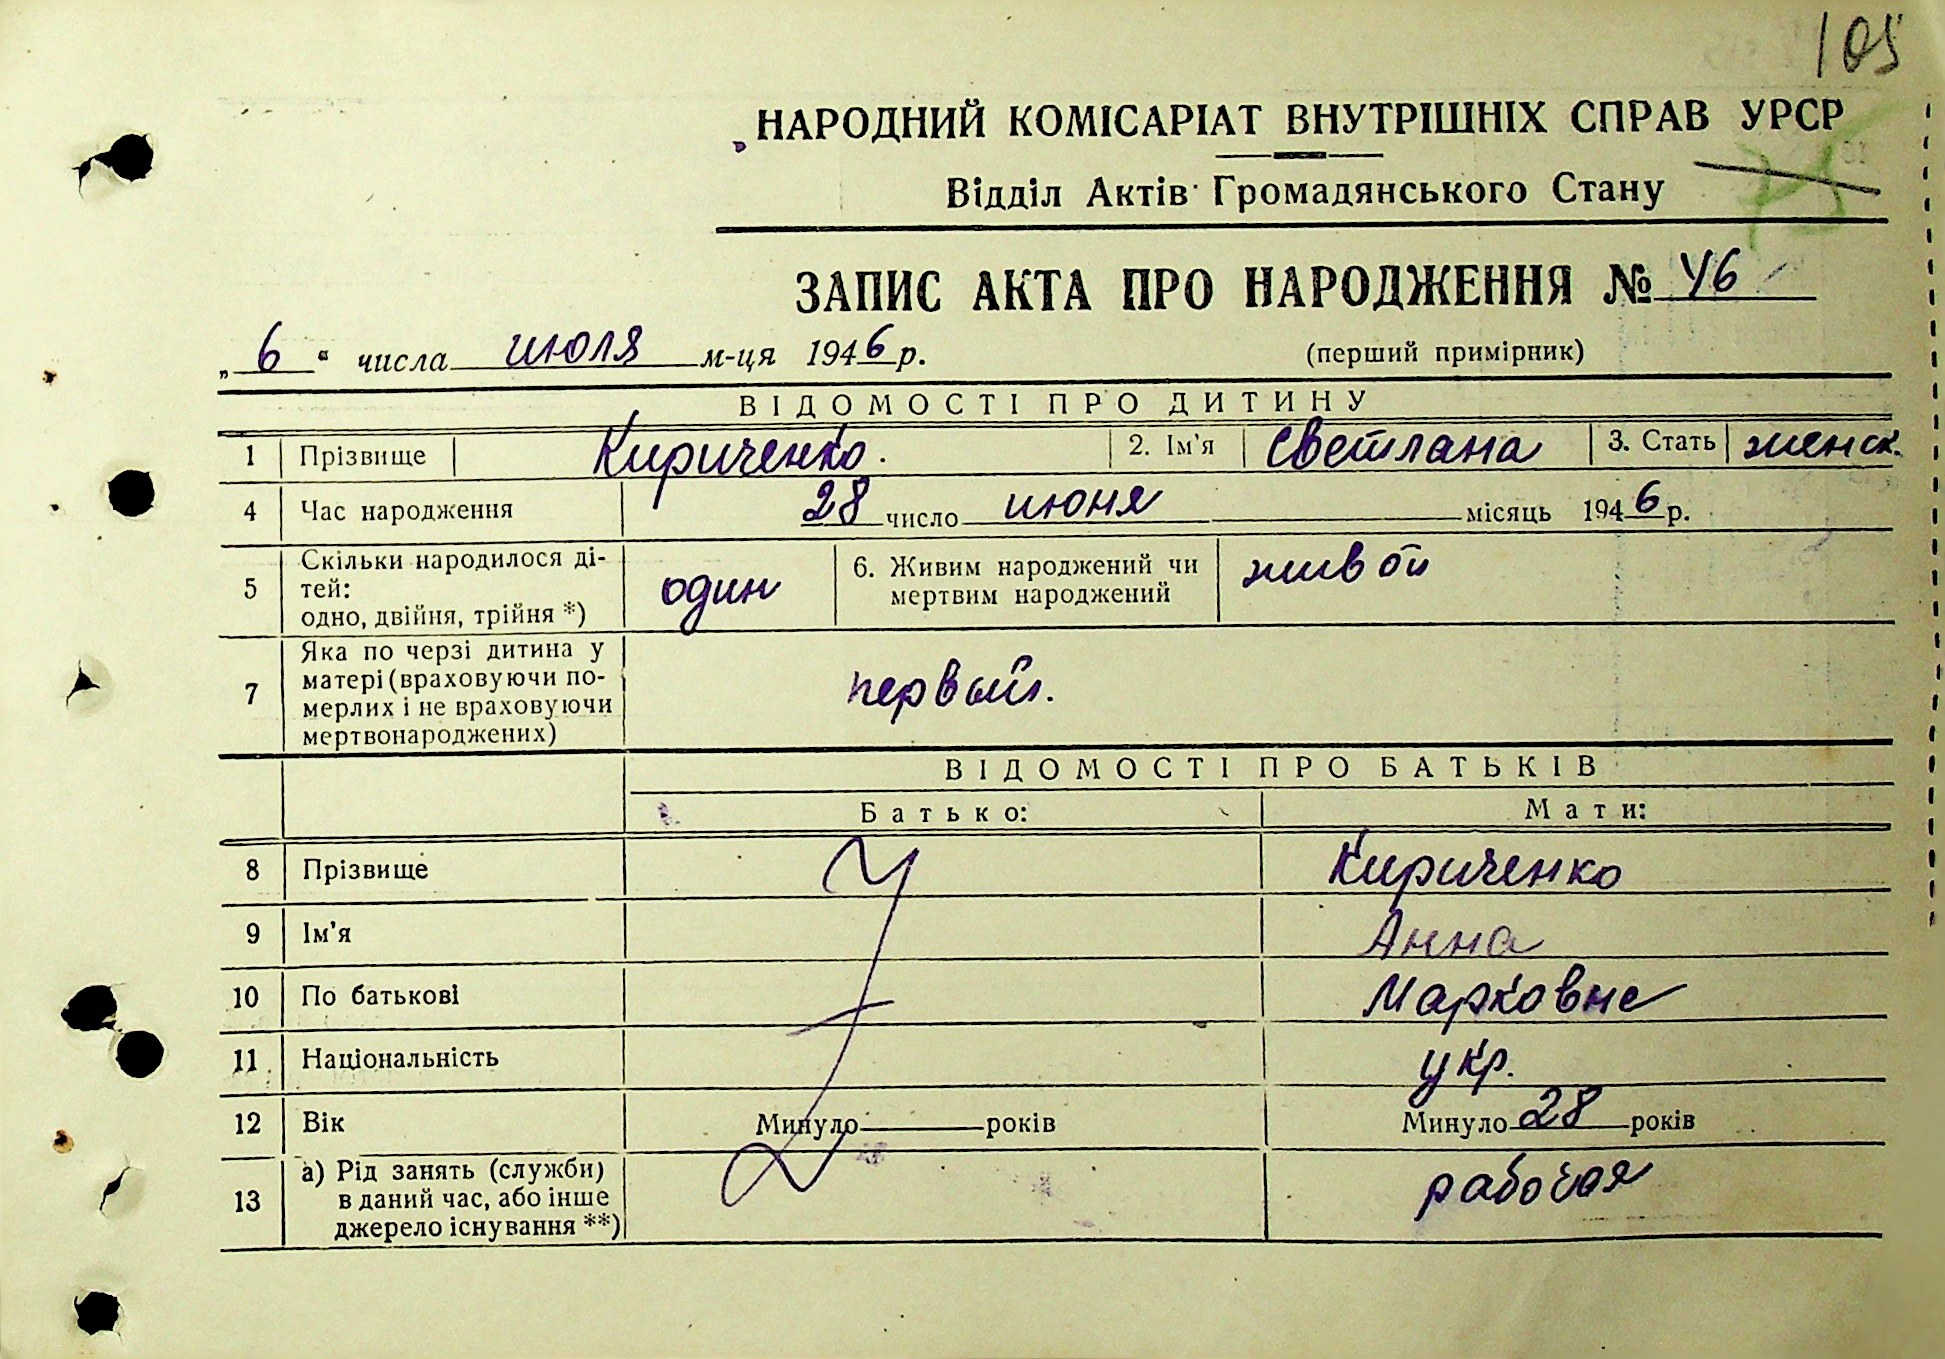 105
НАРОДНИЙ КОМІСАРІАТ ВНУТРІШНІХ СПРАВ УРСР
Відділ Актів Громадянського Стану
ЗАПИС АКТА ПРО НАРОДЖЕННЯ № 46
„ 6 “ числа июля м-ця 1946 р. (перший примірник)
ВІДОМОСТІ ПРО ДИТИНУ
1 Прізвище Кириченко. 2. Ім'я Светлана 3. Стать женск.
4 Час народження 28 число июня місяць 1946 р.
5 Скільки народилося ді-
тей:
одно, двійня, трійня *) один 6. Живим народжений чи
мертвим народжений живой
7 Яка по черзі дитина у
матері (враховуючи по-
мерлих і не враховуючи
мертвонароджених) первый.
ВІДОМОСТІ ПРО БАТЬКІВ
Батько: Мати:
8 Прізвище Кириченко
9 Ім'я Анна
10 По батькові Марковне
11 Національність укр.
12 Вік Минуло років Минуло 28 років
13 а) Рід занять (служби)
в даний час, або інше
джерело існування **) рабочая